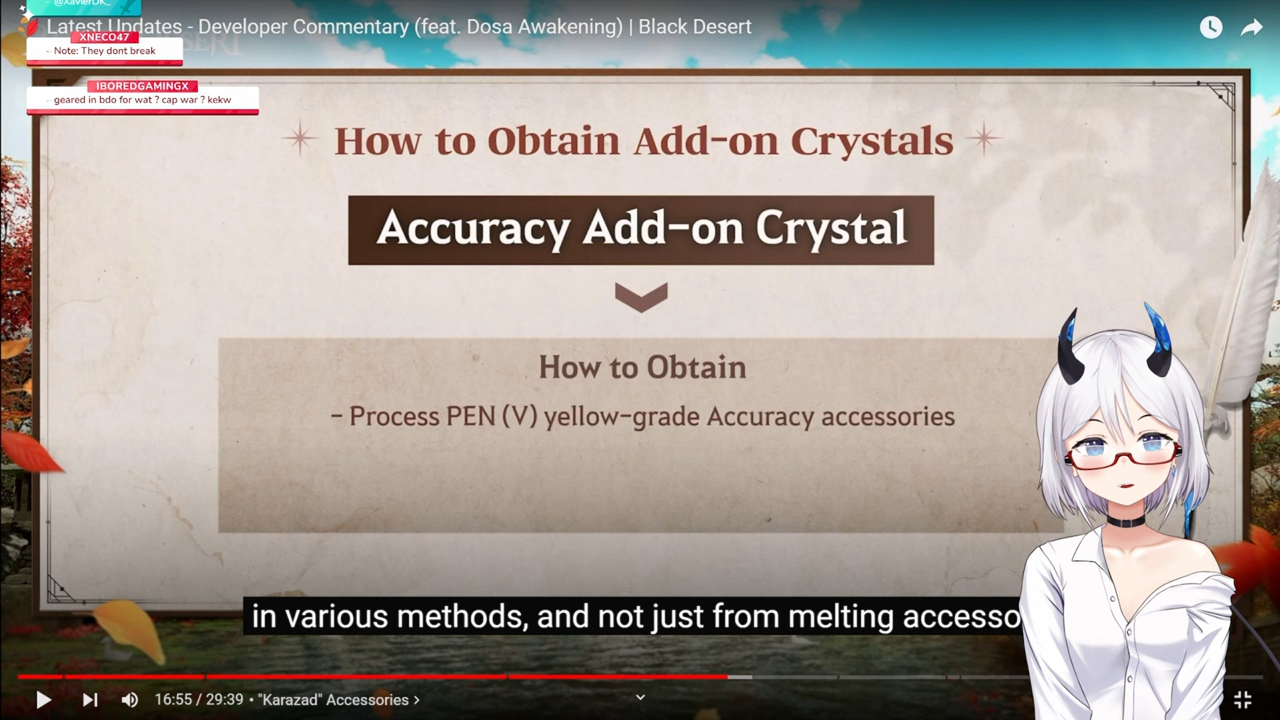 @XavierDK_
Latest Updates - Developer Commentary (feat. Dosa Awakening) | Black Desert
XNECO47
Note: They dont break
IBOREDGAMINGX
geared in bdo for wat ? cap war ? kekw
How to Obtain Add-on Crystals
Accuracy Add-on Crystal
How to Obtain
- Process PEN (V) yellow-grade Accuracy accessories
in various methods, and not just from melting accesso
16:55 / 29:39 • "Karazad" Accessories >